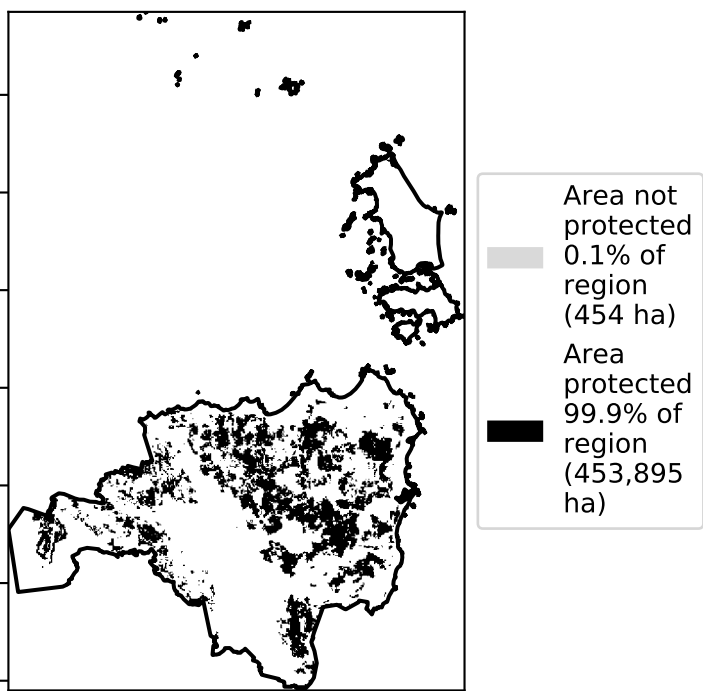 Area not
protected
0.1% of
region
(454 ha)
Area
protected
99.9% of
region
(453,895
ha)